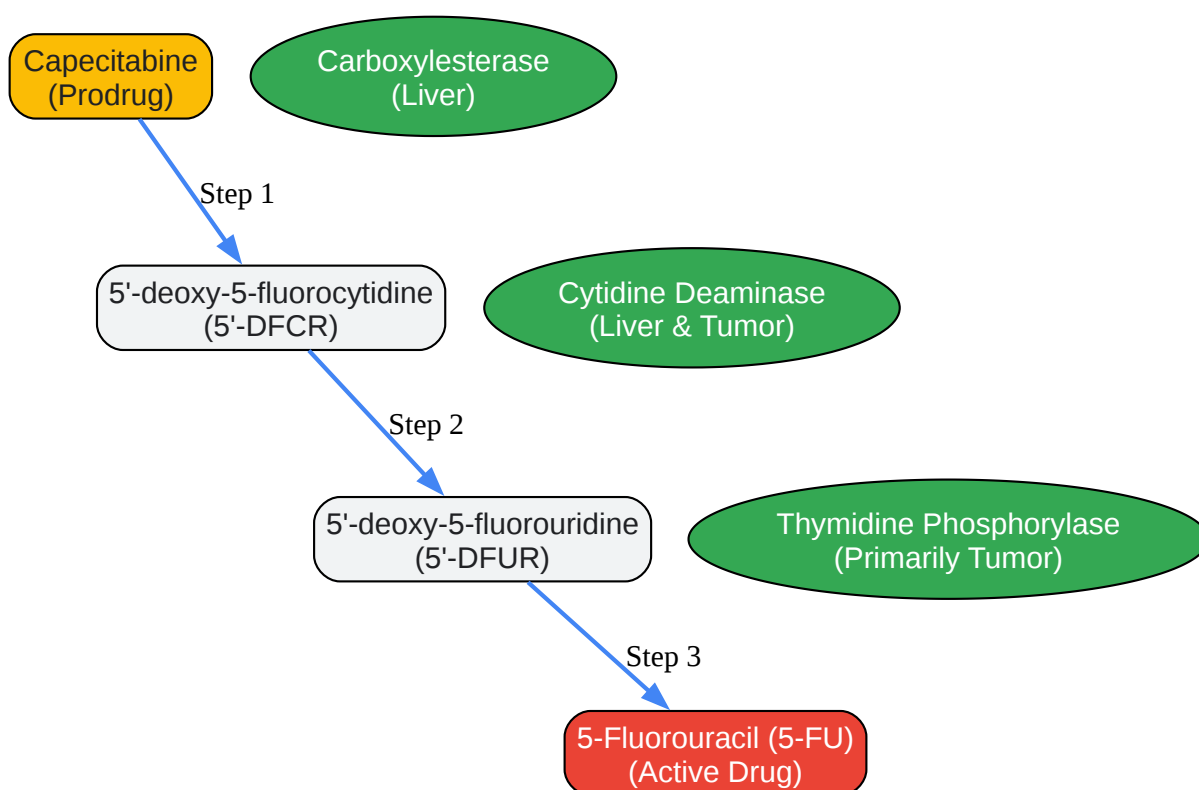 Capecitabine
(Prodrug)
Carboxylesterase
(Liver)
Step 1
5'-deoxy-5-fluorocytidine
(5'-DFCR)
Cytidine Deaminase
(Liver & Tumor)
Step 2
5'-deoxy-5-fluorouridine
(5'-DFUR)
Thymidine Phosphorylase
(Primarily Tumor)
Step 3
5-Fluorouracil (5-FU)
(Active Drug)